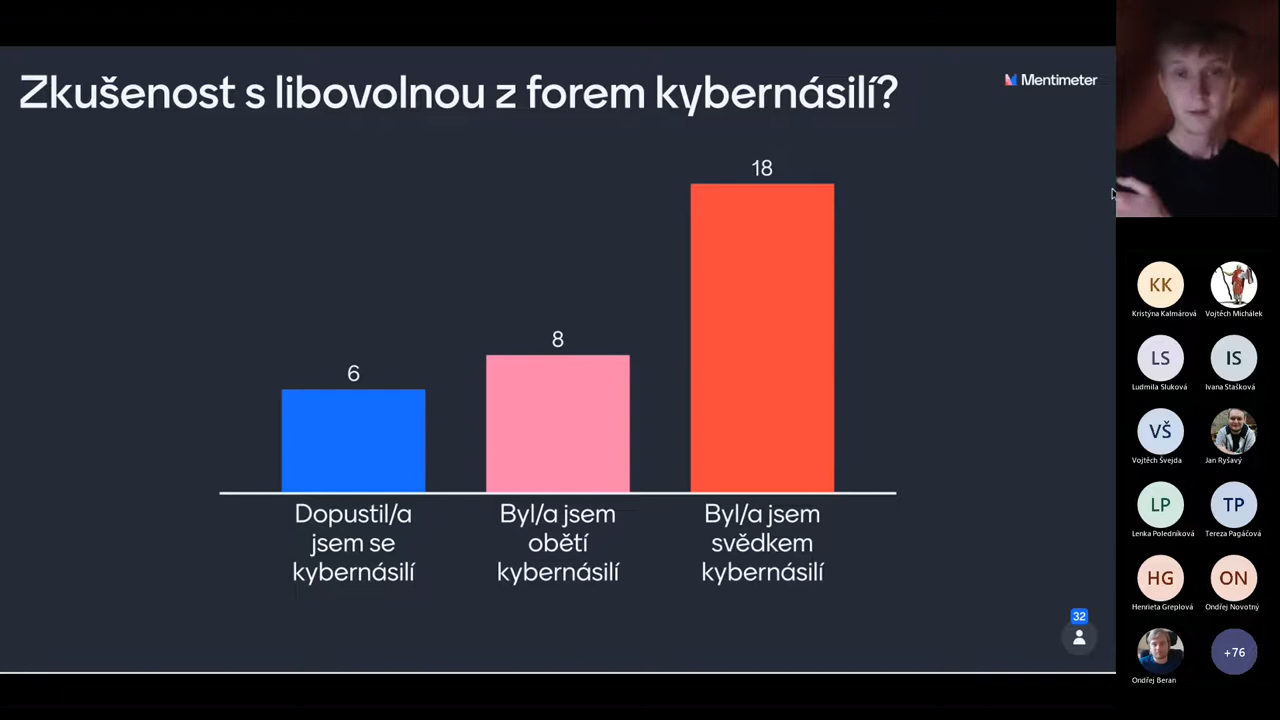 Zkušenost s libovolnou z forem kybernásilí?
Mentimeter
6
8
18
Dopustil/a
jsem se
kybernásilí
Byl/a jsem
obětí
kybernásilí
Byl/a jsem
svědkem
kybernásilí
32
KK
Kristýna Kalmárová
Vojtěch Michálek
LS
Ludmila Sluková
IS
Ivana Stašková
VŠ
Vojtěch Švejda
Jan Ryšavý
LP
Lenka Poledníková
TP
Tereza Pagáčová
HG
Henrieta Greplová
ON
Ondřej Novotný
Ondřej Beran
+76